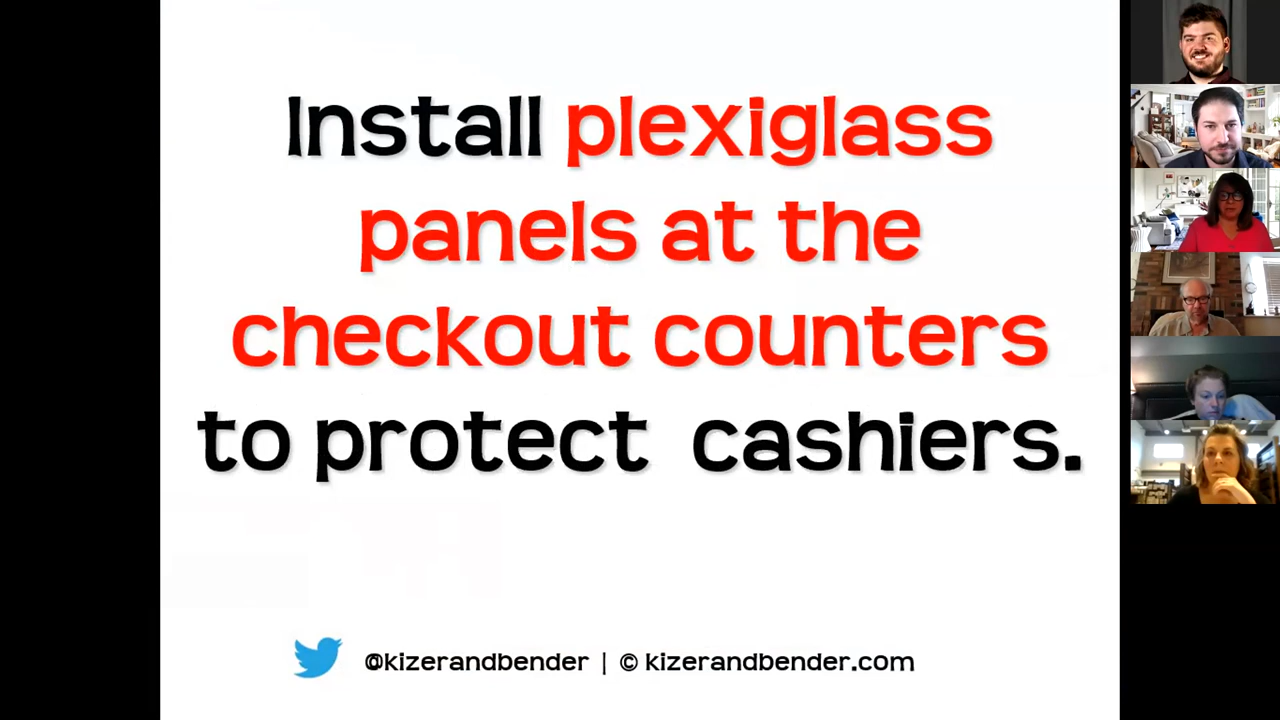 Install plexiglass
panels at the
checkout counters
to protect  cashiers.
@kizerandbender | © kizerandbender.com